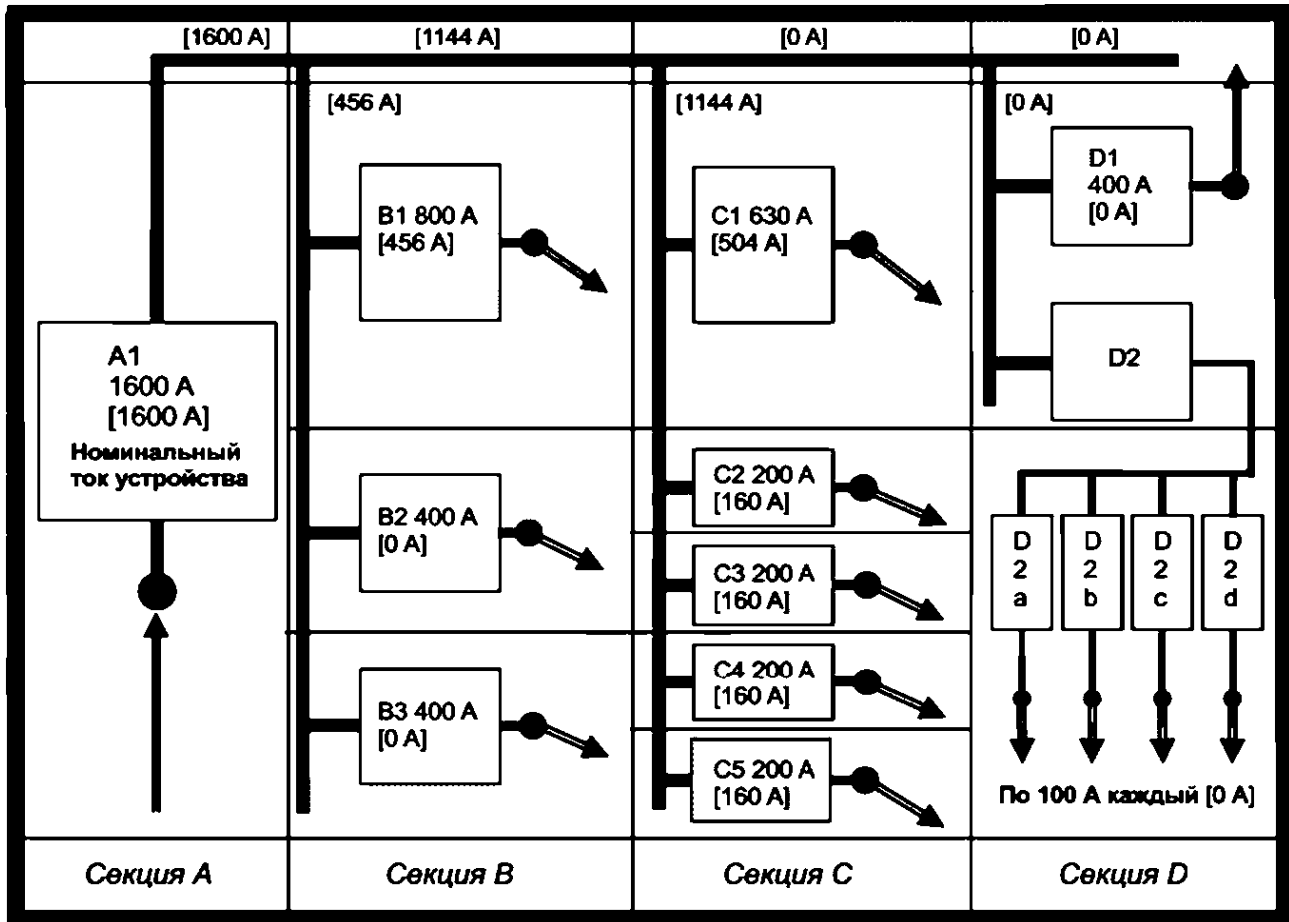 [1600 А]
[1144 А]
[0 А]
[0 А]
[456 А]
[1144 А]
[0 А]
A1
1600 А
[1600 А]
Номинальный
ток устройства
B1 800 А
[456 А]
B2 400 А
[0 А]
B3 400 А
[0 А]
C1 630 А
[504 А]
C2 200 А
[160 А]
C3 200 А
[160 А]
C4 200 А
[160 А]
C5 200 А
[160 А]
D1
400 А
[0 А]
D2
D
2
a
D
2
b
D
2
c
D
2
d
По 100 А каждый [0 А]
Секция А
Секция В
Секция С
Секция D